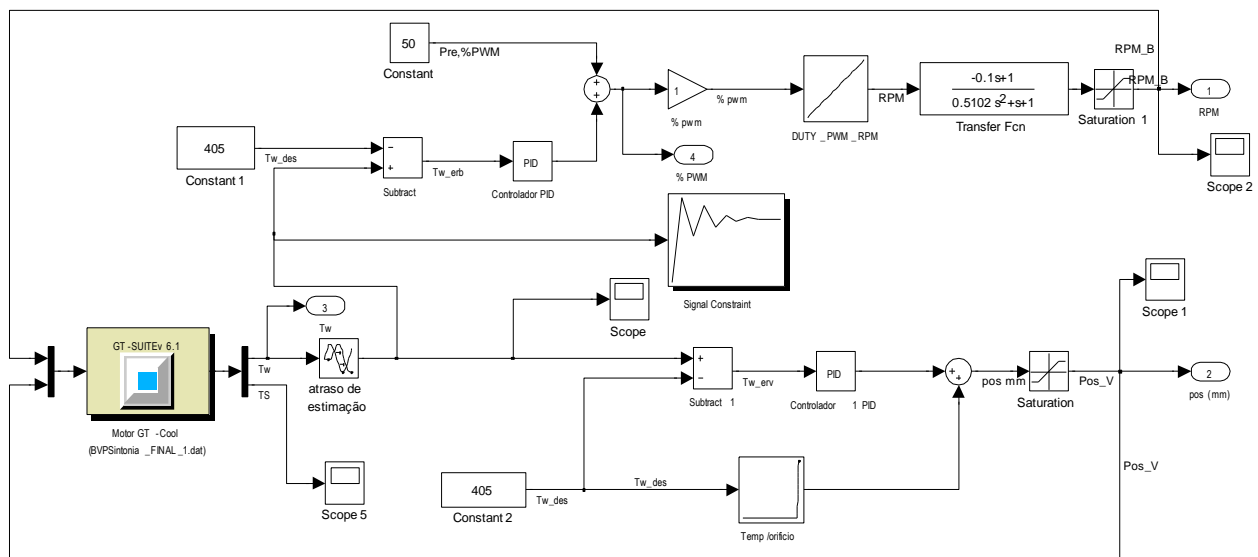 50
Constant
Pre,%PWM
405
Constant 1
Tw_des
−
+
Subtract
Tw_erb
PID
Controlador PID
+
+
1
% pwm
% pwm
4
% PWM
DUTY _PWM _RPM
RPM
-0.1s+1
0.5102 s²+s+1
Transfer Fcn
Saturation 1
RPM_B
RPM_B
1
RPM
Scope 2
Signal Constraint
GT -SUITEv 6.1
Motor GT -Cool
(BVPSintonia _FINAL _1.dat)
3
Tw
Tw
TS
atraso de
estimação
Scope
Scope 5
+
−
Subtract 1
Tw_erv
PID
Controlador 1 PID
+
+
pos mm
Saturation
Pos_V
Scope 1
2
pos (mm)
Pos_V
405
Constant 2
Tw_des
Tw_des
Temp /orificio